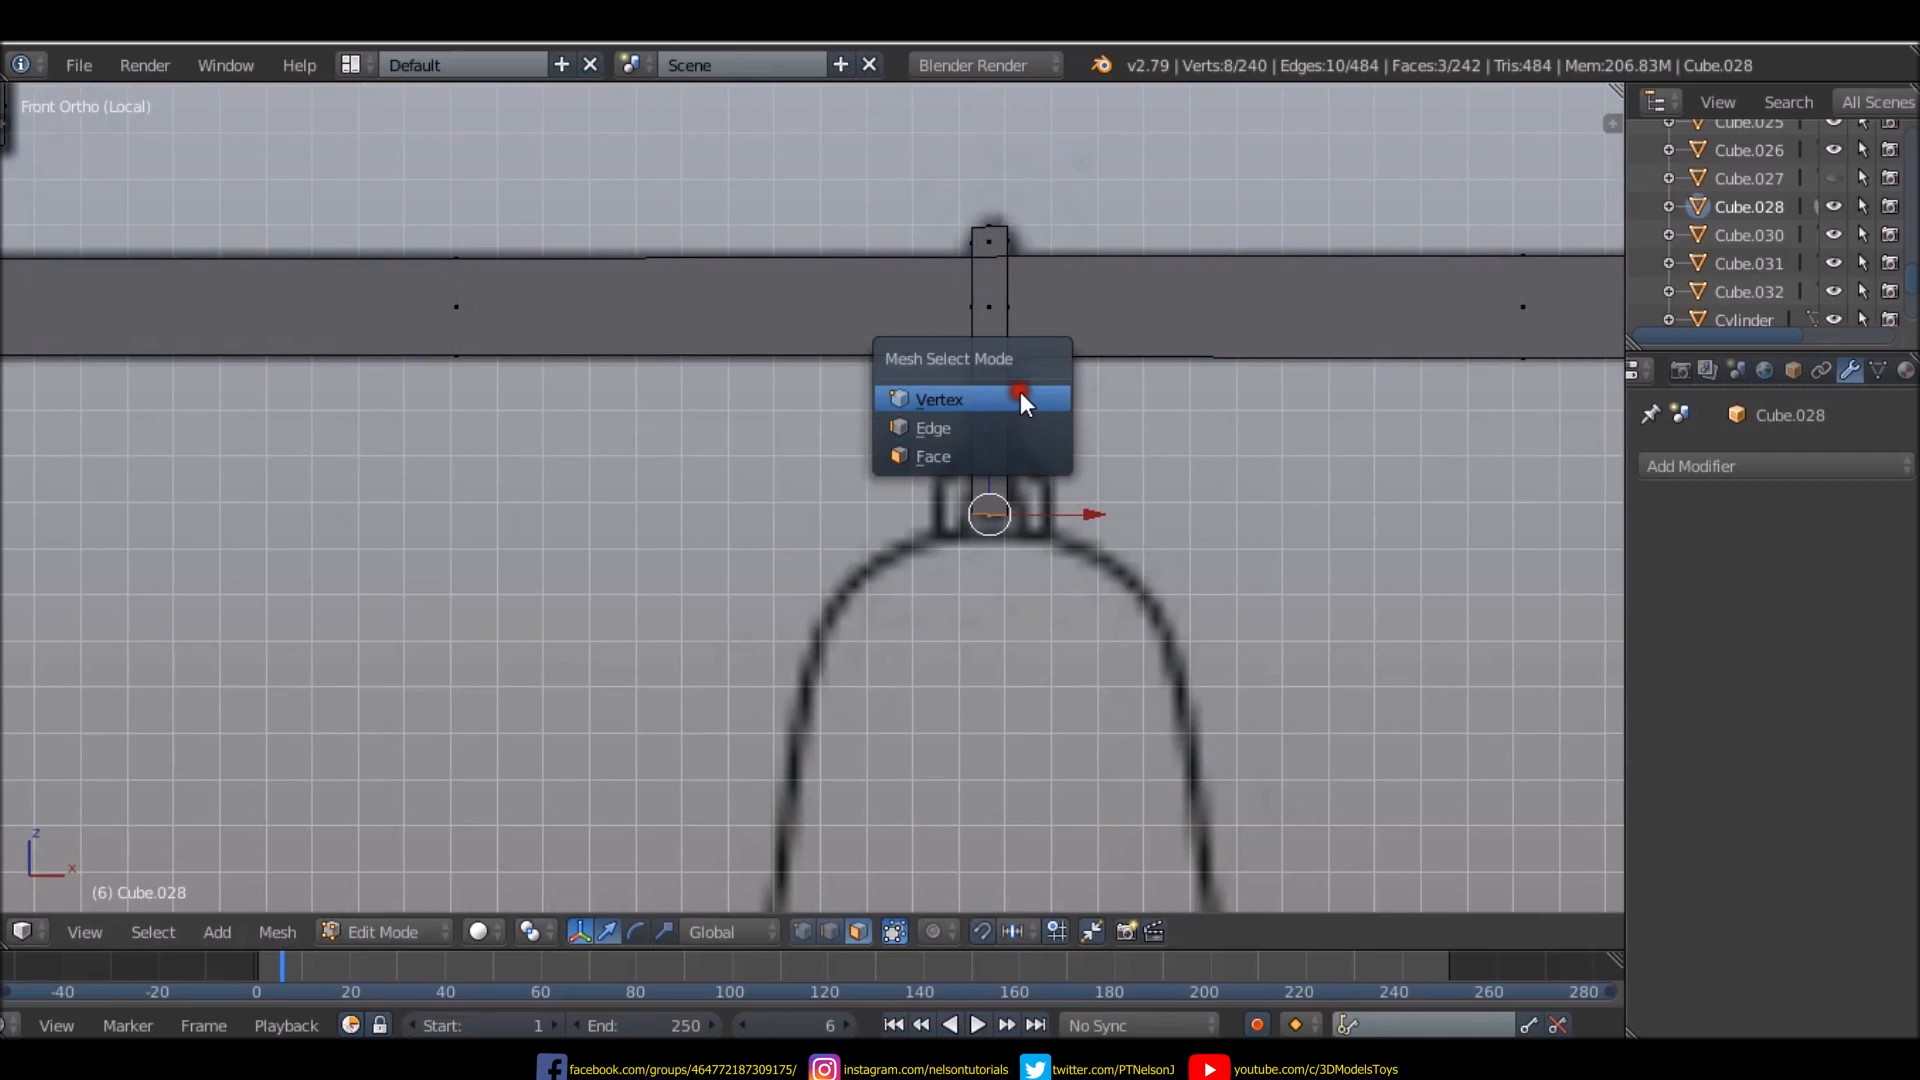 File Render Window Help Default Scene Blender Render v2.79 | Verts:8/240 | Edges:10/484 | Faces:3/242 | Tris:484 | Mem:206.83M | Cube.028
Front Ortho (Local)
View Search All Scenes
Cube.025
Cube.026
Cube.027
Cube.028
Cube.030
Cube.031
Cube.032
Cylinder
Mesh Select Mode
Vertex
Edge
Face
Cube.028
Add Modifier
z
x
(6) Cube.028
View Select Add Mesh Edit Mode Global
-40 -20 0 20 40 60 80 100 120 140 160 180 200 220 240 260 280
View Marker Frame Playback Start: 1 End: 250 6 No Sync
facebook.com/groups/464772187309175/ instagram.com/nelsontutorials twitter.com/PTNelsonJ youtube.com/c/3DModelsToys